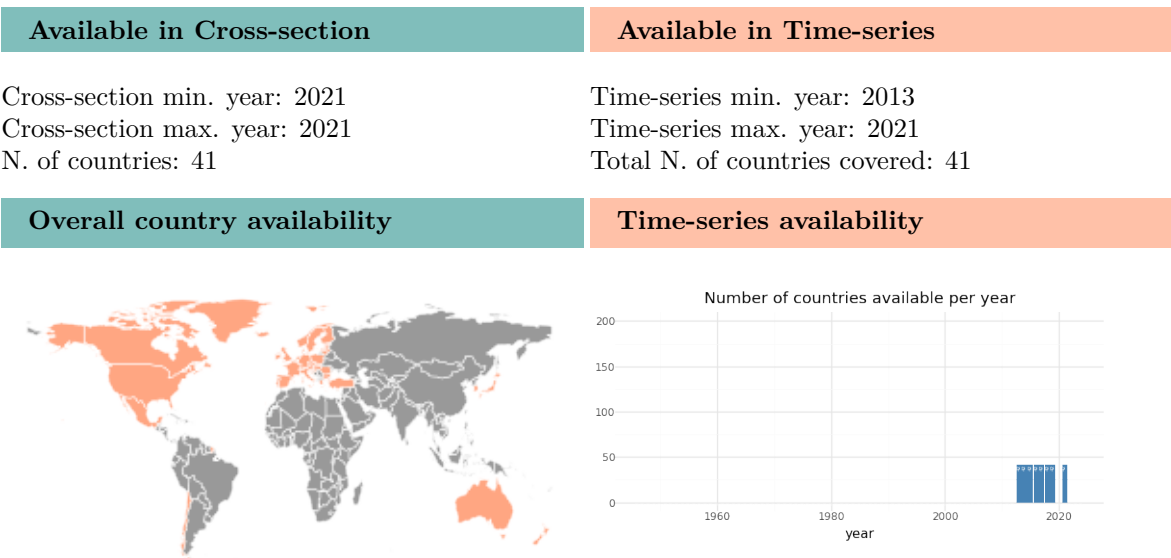 Available in Cross-section
Available in Time-series
Cross-section min. year: 2021
Cross-section max. year: 2021
N. of countries: 41
Time-series min. year: 2013
Time-series max. year: 2021
Total N. of countries covered: 41
Overall country availability
Time-series availability
Number of countries available per year
200
150
100
50
0
1960
1980
2000
2020
year